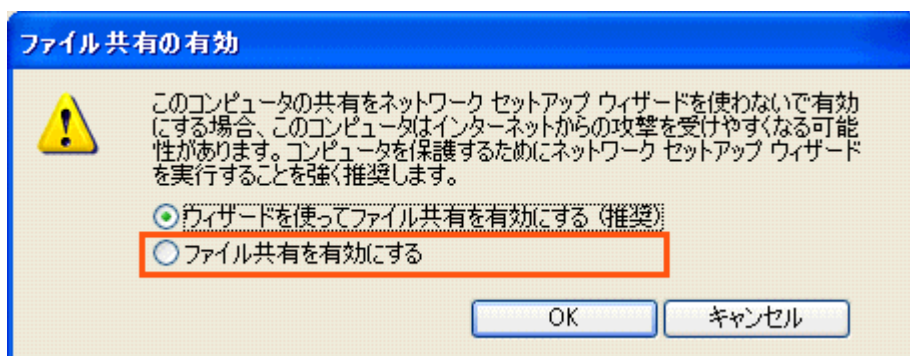 ファイル共有の有効
このコンピュータの共有をネットワーク セットアップ ウィザードを使わないで有効
にする場合、このコンピュータはインターネットからの攻撃を受けやすくなる可能
性があります。コンピュータを保護するためにネットワーク セットアップ ウィザード
を実行することを強く推奨します。
ウィザードを使ってファイル共有を有効にする（推奨）
ファイル共有を有効にする
OK キャンセル